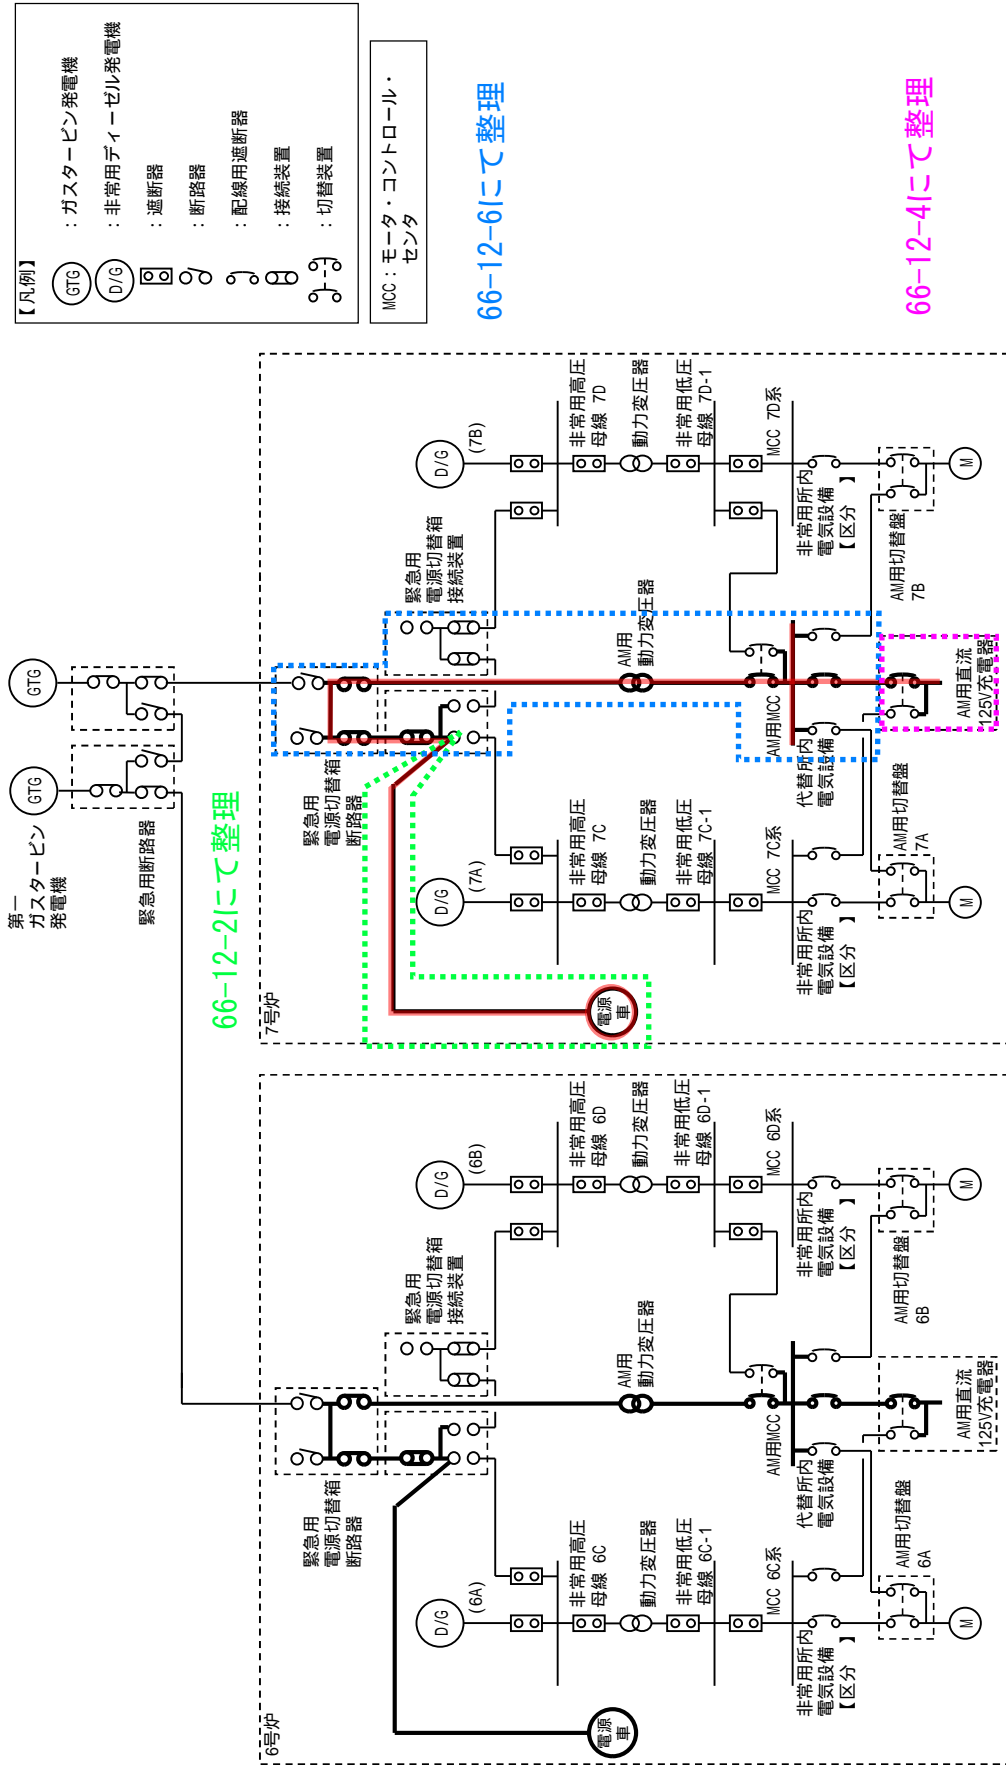 【凡例】
GTG
：ガスタービン発電機
D/G
：非常用ディーゼル発電機
：遮断器
：断路器
：配線用遮断器
：接続装置
：切替装置
MCC：モータ・コントロール・
センタ
66-12-6にて整理
66-12-4にて整理
66-12-2にて整理
第一
ガスタービン
発電機
GTG
GTG
緊急用断路器
7号炉
緊急用
電源切替箱
断路器
緊急用
電源切替箱
接続装置
D/G
(7A)
D/G
(7B)
非常用高圧
母線 7C
非常用高圧
母線 7D
動力変圧器
AM用
動力変圧器
動力変圧器
非常用低圧
母線 7C-1
非常用低圧
母線 7D-1
MCC 7C系
AM用MCC
MCC 7D系
非常用所内
電気設備
【区分 】
代替所内
電気設備
非常用所内
電気設備
【区分 】
AM用切替盤
7A
AM用切替盤
7B
AM用直流
125V充電器
電源
車
M
M
6号炉
緊急用
電源切替箱
断路器
緊急用
電源切替箱
接続装置
D/G
(6A)
D/G
(6B)
非常用高圧
母線 6C
非常用高圧
母線 6D
動力変圧器
AM用
動力変圧器
動力変圧器
非常用低圧
母線 6C-1
非常用低圧
母線 6D-1
MCC 6C系
AM用MCC
MCC 6D系
非常用所内
電気設備
【区分 】
代替所内
電気設備
非常用所内
電気設備
【区分 】
AM用切替盤
6A
AM用切替盤
6B
AM用直流
125V充電器
電源
車
M
M